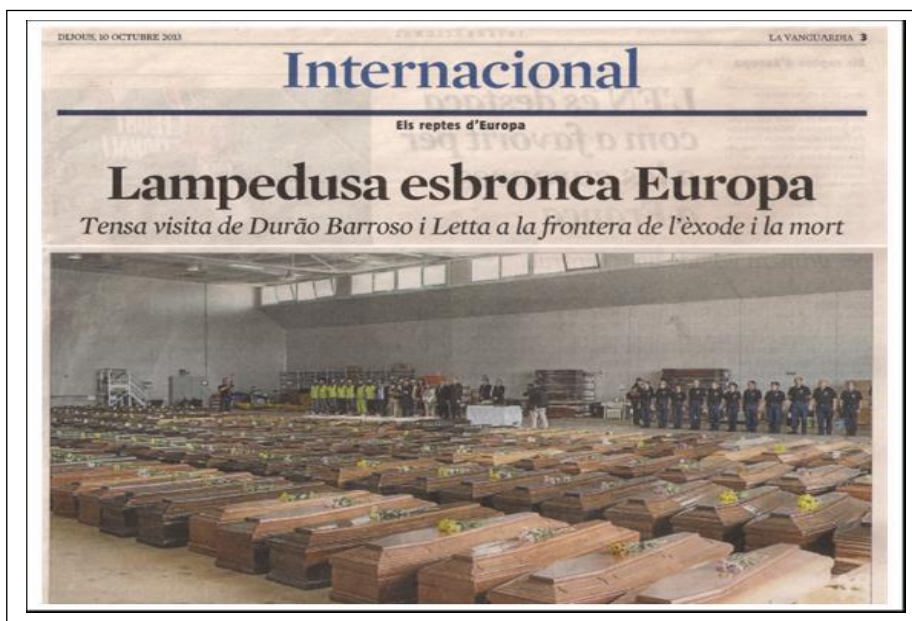 DIJOUS, 10 OCTUBRE 2013
LA VANGUARDIA 3
Internacional
Els reptes d'Europa
Lampedusa esbronca Europa
Tensa visita de Durão Barroso i Letta a la frontera de l'èxode i la mort